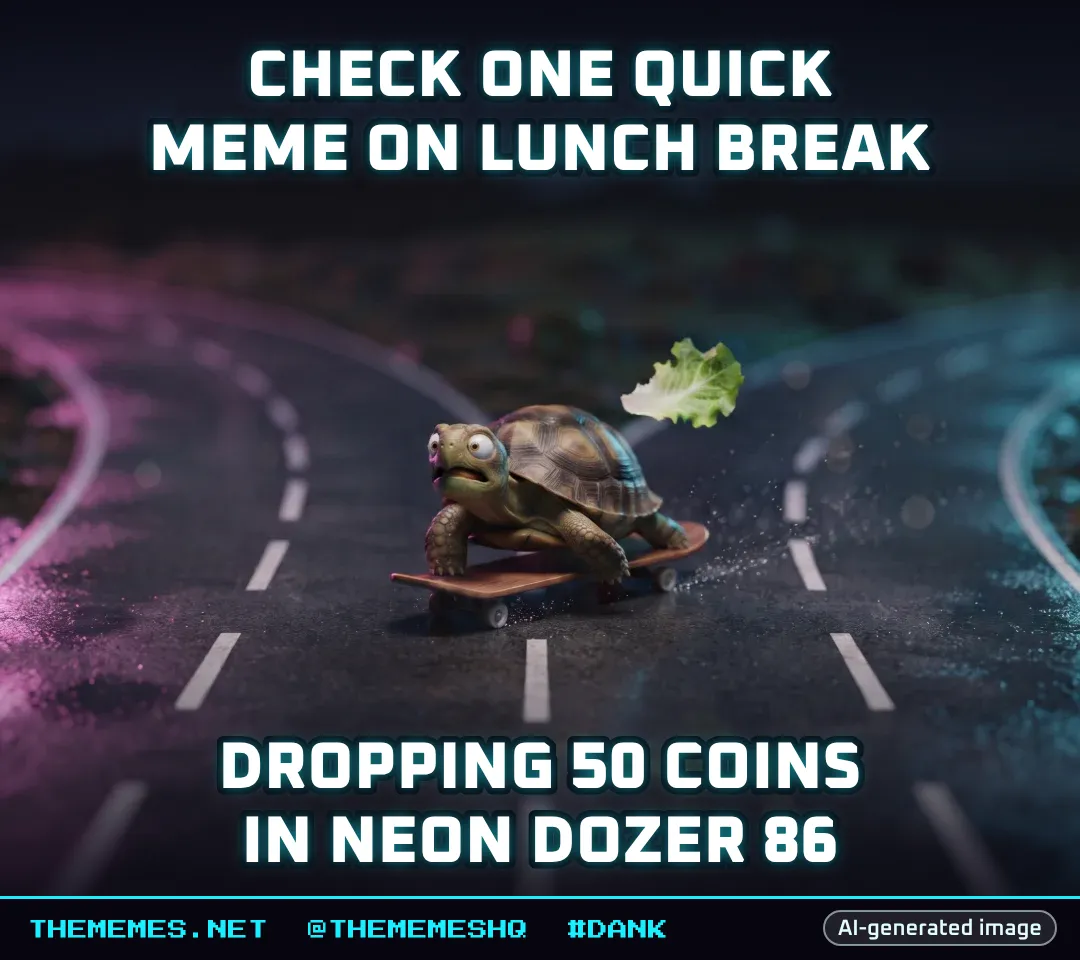 CHECK ONE QUICK
MEME ON LUNCH BREAK
DROPPING 50 COINS
IN NEON DOZER 86
THEMEMES.NET @THEMEMESHQ #DANK AI-generated image